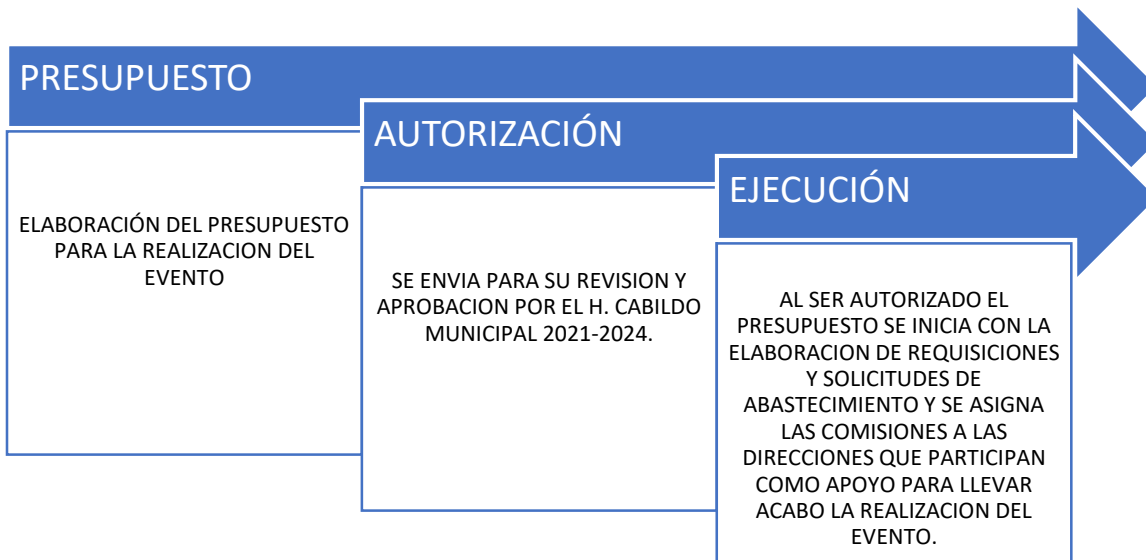 PRESUPUESTO
ELABORACIÓN DEL PRESUPUESTO
PARA LA REALIZACION DEL
EVENTO
AUTORIZACIÓN
SE ENVIA PARA SU REVISION Y
APROBACION POR EL H. CABILDO
MUNICIPAL 2021-2024.
EJECUCIÓN
AL SER AUTORIZADO EL
PRESUPUESTO SE INICIA CON LA
ELABORACION DE REQUISICIONES
Y SOLICITUDES DE
ABASTECIMIENTO Y SE ASIGNA
LAS COMISIONES A LAS
DIRECCIONES QUE PARTICIPAN
COMO APOYO PARA LLEVAR
ACABO LA REALIZACION DEL
EVENTO.